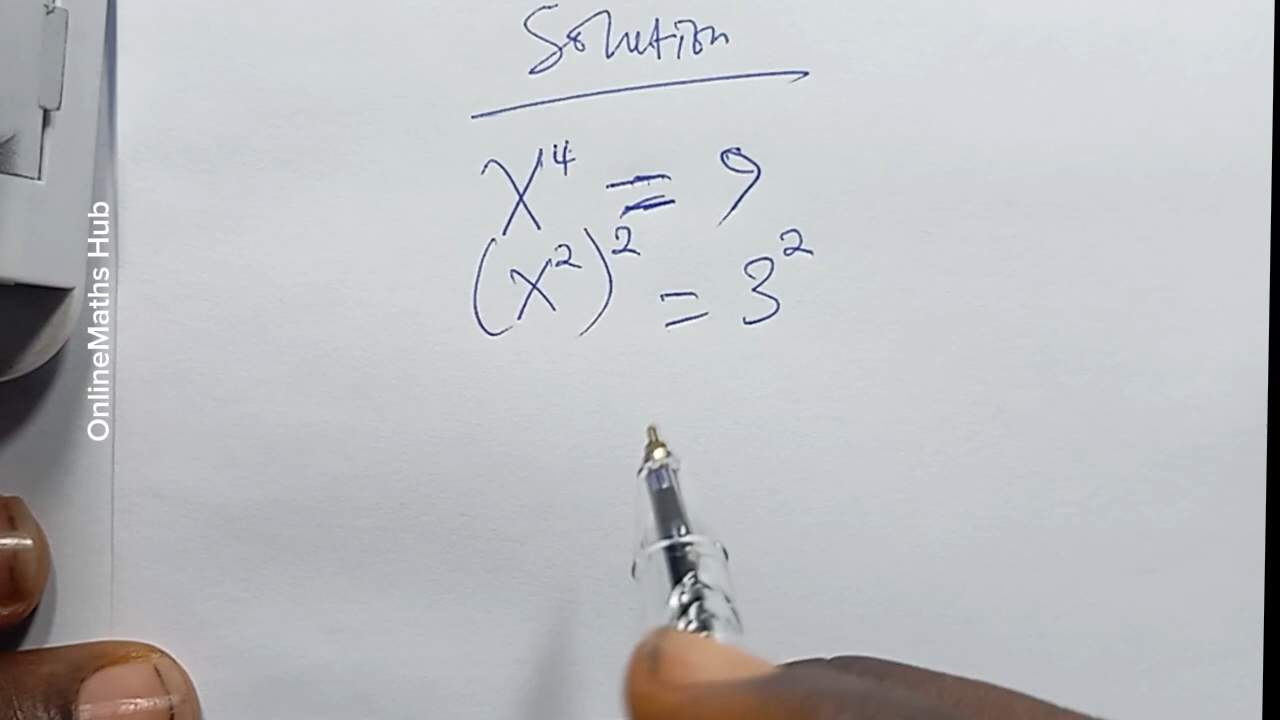 Solution
x⁴ = 9
(x²)² = 3²
OnlineMaths Hub